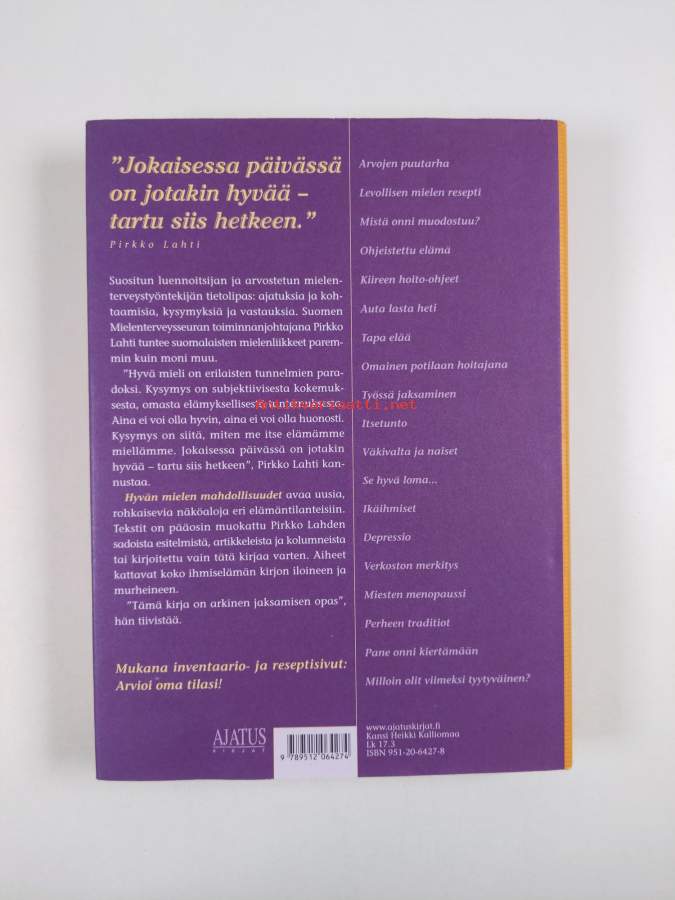 ”Jokaisessa päivässä
on jotakin hyvää –
tartu siis hetkeen.”
Pirkko Lahti
Suositun luennoitsijan ja arvostetun mielen-
terveystyöntekijän tietolipas: ajatuksia ja koh-
taamisia, kysymyksiä ja vastauksia. Suomen
Mielenterveysseuran toiminnanjohtajana Pirkko
Lahti tuntee suomalaisten mielenliikkeet parem-
min kuin moni muu.
”Hyvä mieli on erilaisten tunnelmien para-
doksi. Kysymys on subjektiivisesta kokemuk-
sesta, omasta elämyksellisestä tuntemuksesta.
Aina ei voi olla hyvin, aina ei voi olla huonosti.
Kysymys on siitä, miten me itse elämämme
miellämme. Jokaisessa päivässä on jotakin
hyvää – tartu siis hetkeen”, Pirkko Lahti kan-
nustaa.
Hyvän mielen mahdollisuudet avaa uusia,
rohkaisevia näköaloja eri elämäntilanteisiin.
Tekstit on pääosin muokattu Pirkko Lahden
sadoista esitelmistä, artikkeleista ja kolumneista
tai kirjoitettu vain tätä kirjaa varten. Aiheet
kattavat koko ihmiselämän kirjon iloineen ja
murheineen.
”Tämä kirja on arkinen jaksamisen opas”,
hän tiivistää.
Mukana inventaario- ja reseptisivut:
Arvioi oma tilasi!
AJATUS
KIRJAT
9 789512 064274
Arvojen puutarha
Levollisen mielen resepti
Mistä onni muodostuu?
Ohjeistettu elämä
Kiireen hoito-ohjeet
Auta lasta heti
Tapa elää
Omainen potilaan hoitajana
Työssä jaksaminen
Itsetunto
Väkivalta ja naiset
Se hyvä loma...
Ikäihmiset
Depressio
Verkoston merkitys
Miesten menopaussi
Perheen traditiot
Pane onni kiertämään
Milloin olit viimeksi tyytyväinen?
www.ajatuskirjat.fi
Kansi Heikki Kalliomaa
Lk 17.3
ISBN 951-20-6427-8
Antikvariaatti.net